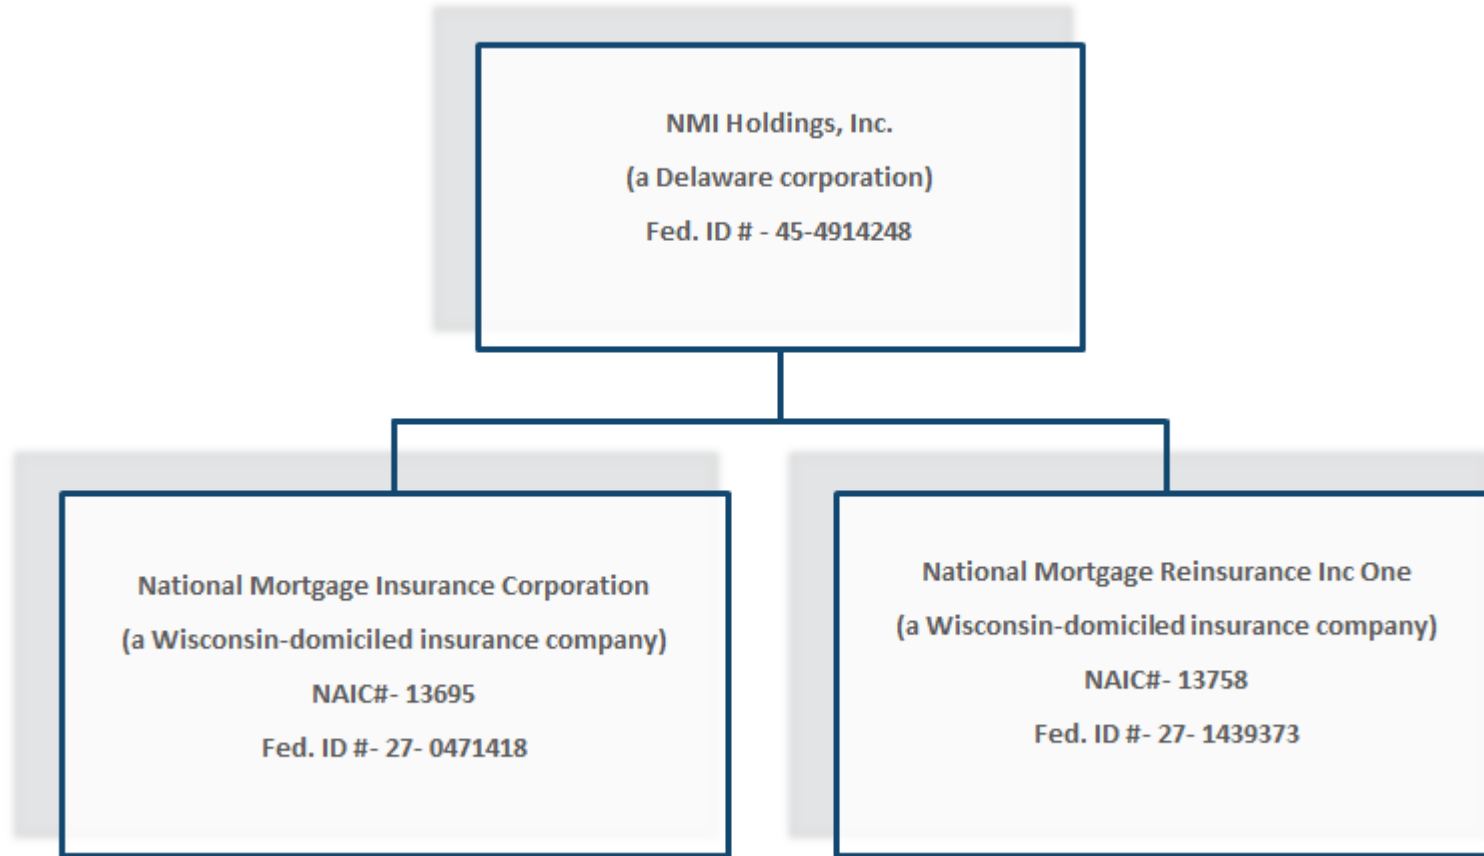 NMI Holdings, Inc.
(a Delaware corporation)
Fed. ID # - 45-4914248
National Mortgage Insurance Corporation
(a Wisconsin-domiciled insurance company)
NAIC#- 13695
Fed. ID #- 27- 0471418
National Mortgage Reinsurance Inc One
(a Wisconsin-domiciled insurance company)
NAIC#- 13758
Fed. ID #- 27- 1439373